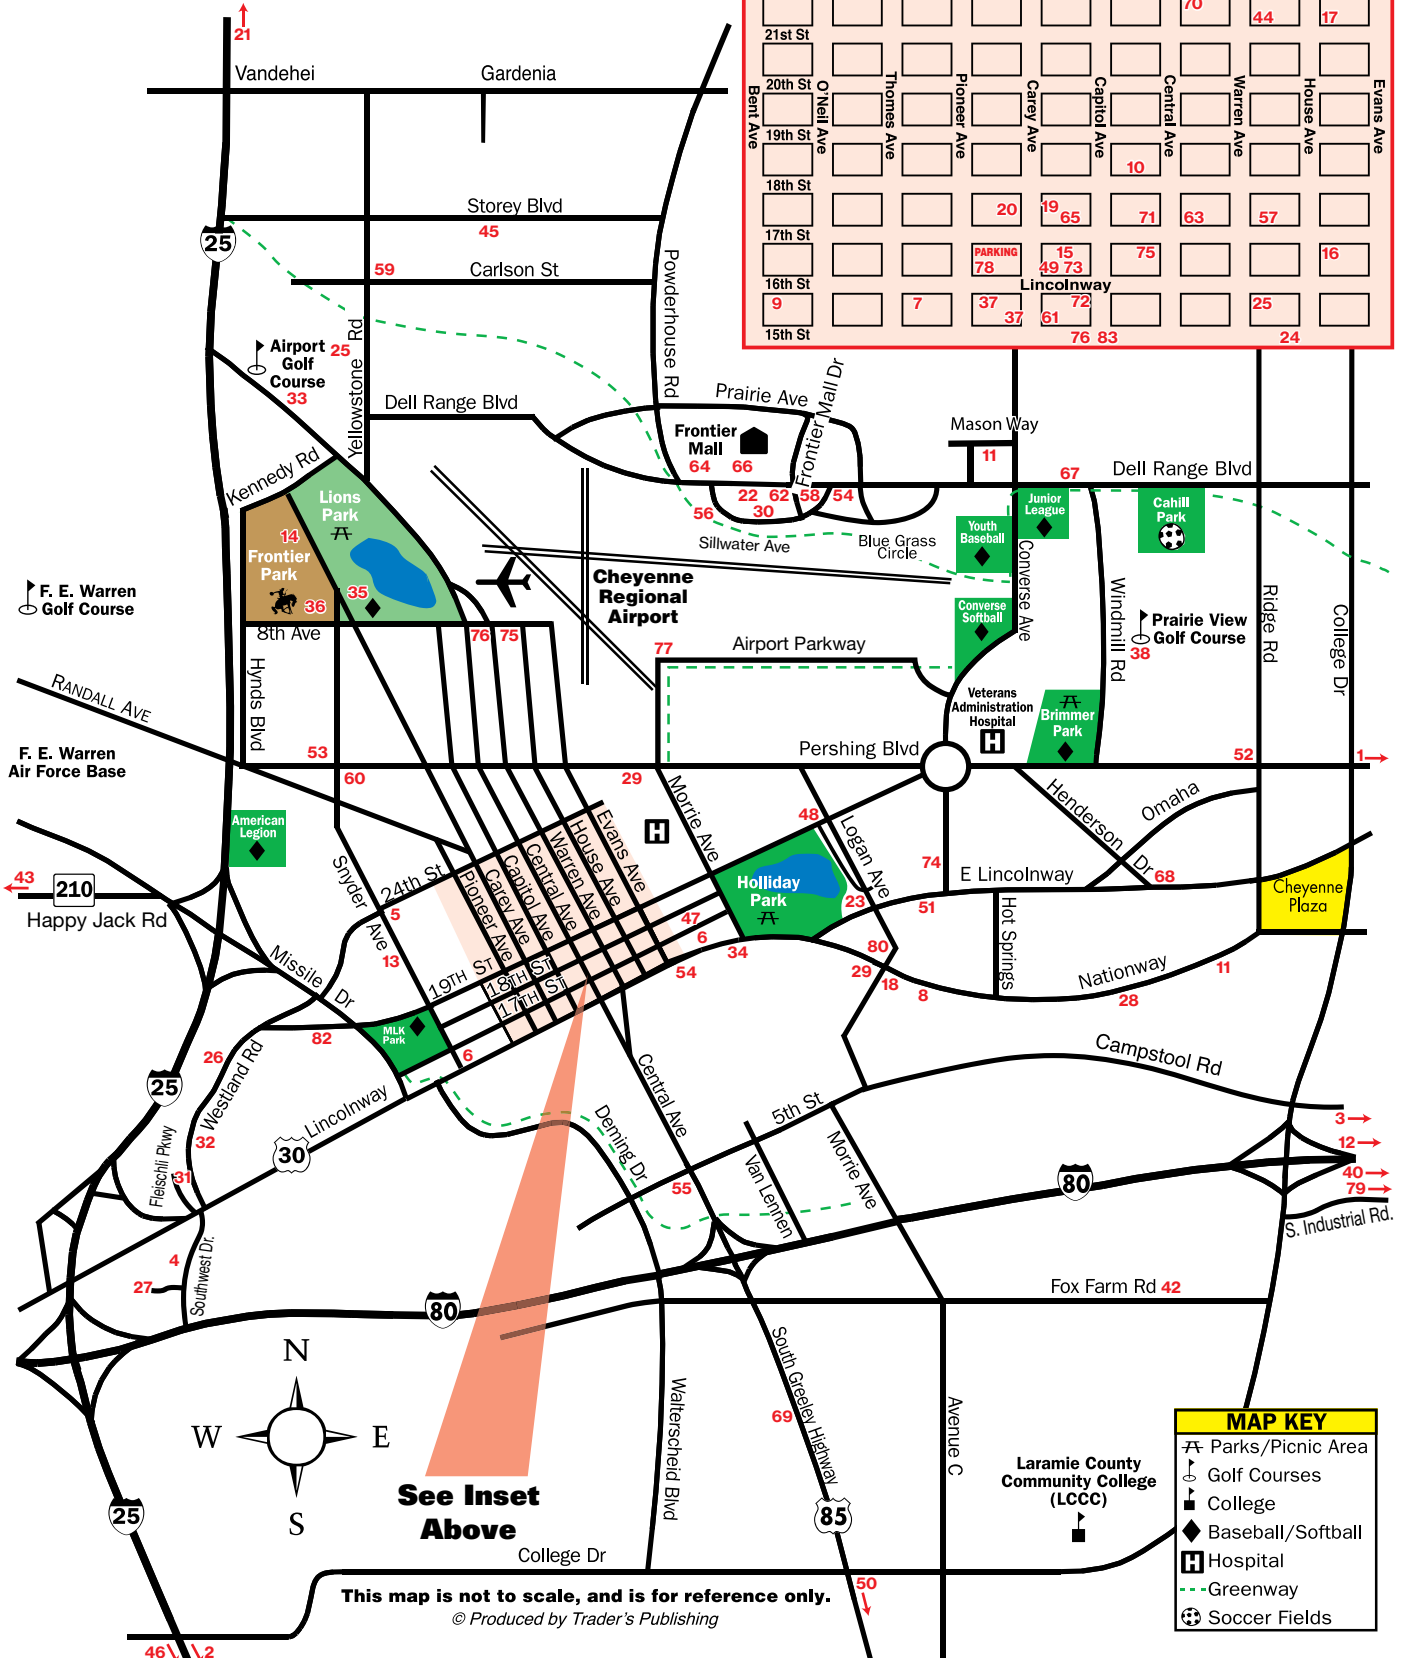 21
Vandehei
Gardenia
70
44
17
21st St
20th St
19th St
18th St
17th St
16th St
15th St
Bent Ave
O'Neil Ave
Thomes Ave
Pioneer Ave
Carey Ave
Capitol Ave
Central Ave
Warren Ave
House Ave
Evans Ave
10
20
19
65
71
63
57
PARKING
78
15
49 73
75
16
Lincolnway
9
7
37
37
72
61
25
76 83
24
Storey Blvd
45
25
59
Carlson St
Powderhouse Rd
Yellowstone Rd
Airport
Golf
Course
25
33
Dell Range Blvd
Prairie Ave
Frontier Mall Dr
Frontier
Mall
64
66
Mason Way
11
67
Dell Range Blvd
Kennedy Rd
22
62
58
54
56
30
Sillwater Ave
Blue Grass
Circle
Lions
Park
14
Frontier
Park
36
35
8th Ave
Youth
Baseball
Junior
League
Cahill
Park
Converse
Softball
Converse Ave
Windmill Rd
Ridge Rd
College Dr
F. E. Warren
Golf Course
Cheyenne
Regional
Airport
76 75
77
Airport Parkway
Prairie View
Golf Course
38
Hynds Blvd
RANDALL AVE
F. E. Warren
Air Force Base
Veterans
Administration
Hospital
H
Brimmer
Park
53
60
Pershing Blvd
29
52
1
American
Legion
H
Morrie Ave
48
Logan Ave
Henderson Dr
Omaha
43
210
Happy Jack Rd
Snyder Ave
24th St
5
13
Pioneer Ave
Carey Ave
Capitol Ave
Central Ave
Warren Ave
House Ave
Evans Ave
Holliday
Park
23
74
E Lincolnway
68
51
Cheyenne
Plaza
47
6
34
54
80
29
18
8
Hot Springs
Nationway
28
11
Missile Dr
19TH ST
18TH ST
17TH ST
MLK
Park
82
6
26
Westland Rd
25
Lincolnway
30
32
Fleischli Pkwy
31
Central Ave
Deming Dr
5th St
Campstool Rd
3
12
40
79
S. Industrial Rd.
55
Van Lennen
Morrie Ave
80
4
27
Southwest Dr.
80
Fox Farm Rd 42
N
W
E
S
See Inset
Above
Walterscheid Blvd
South Greeley Highway
69
85
Avenue C
Laramie County
Community College
(LCCC)
25
College Dr
50
46
2
This map is not to scale, and is for reference only.
© Produced by Trader's Publishing
MAP KEY
Parks/Picnic Area
Golf Courses
College
Baseball/Softball
H Hospital
Greenway
Soccer Fields